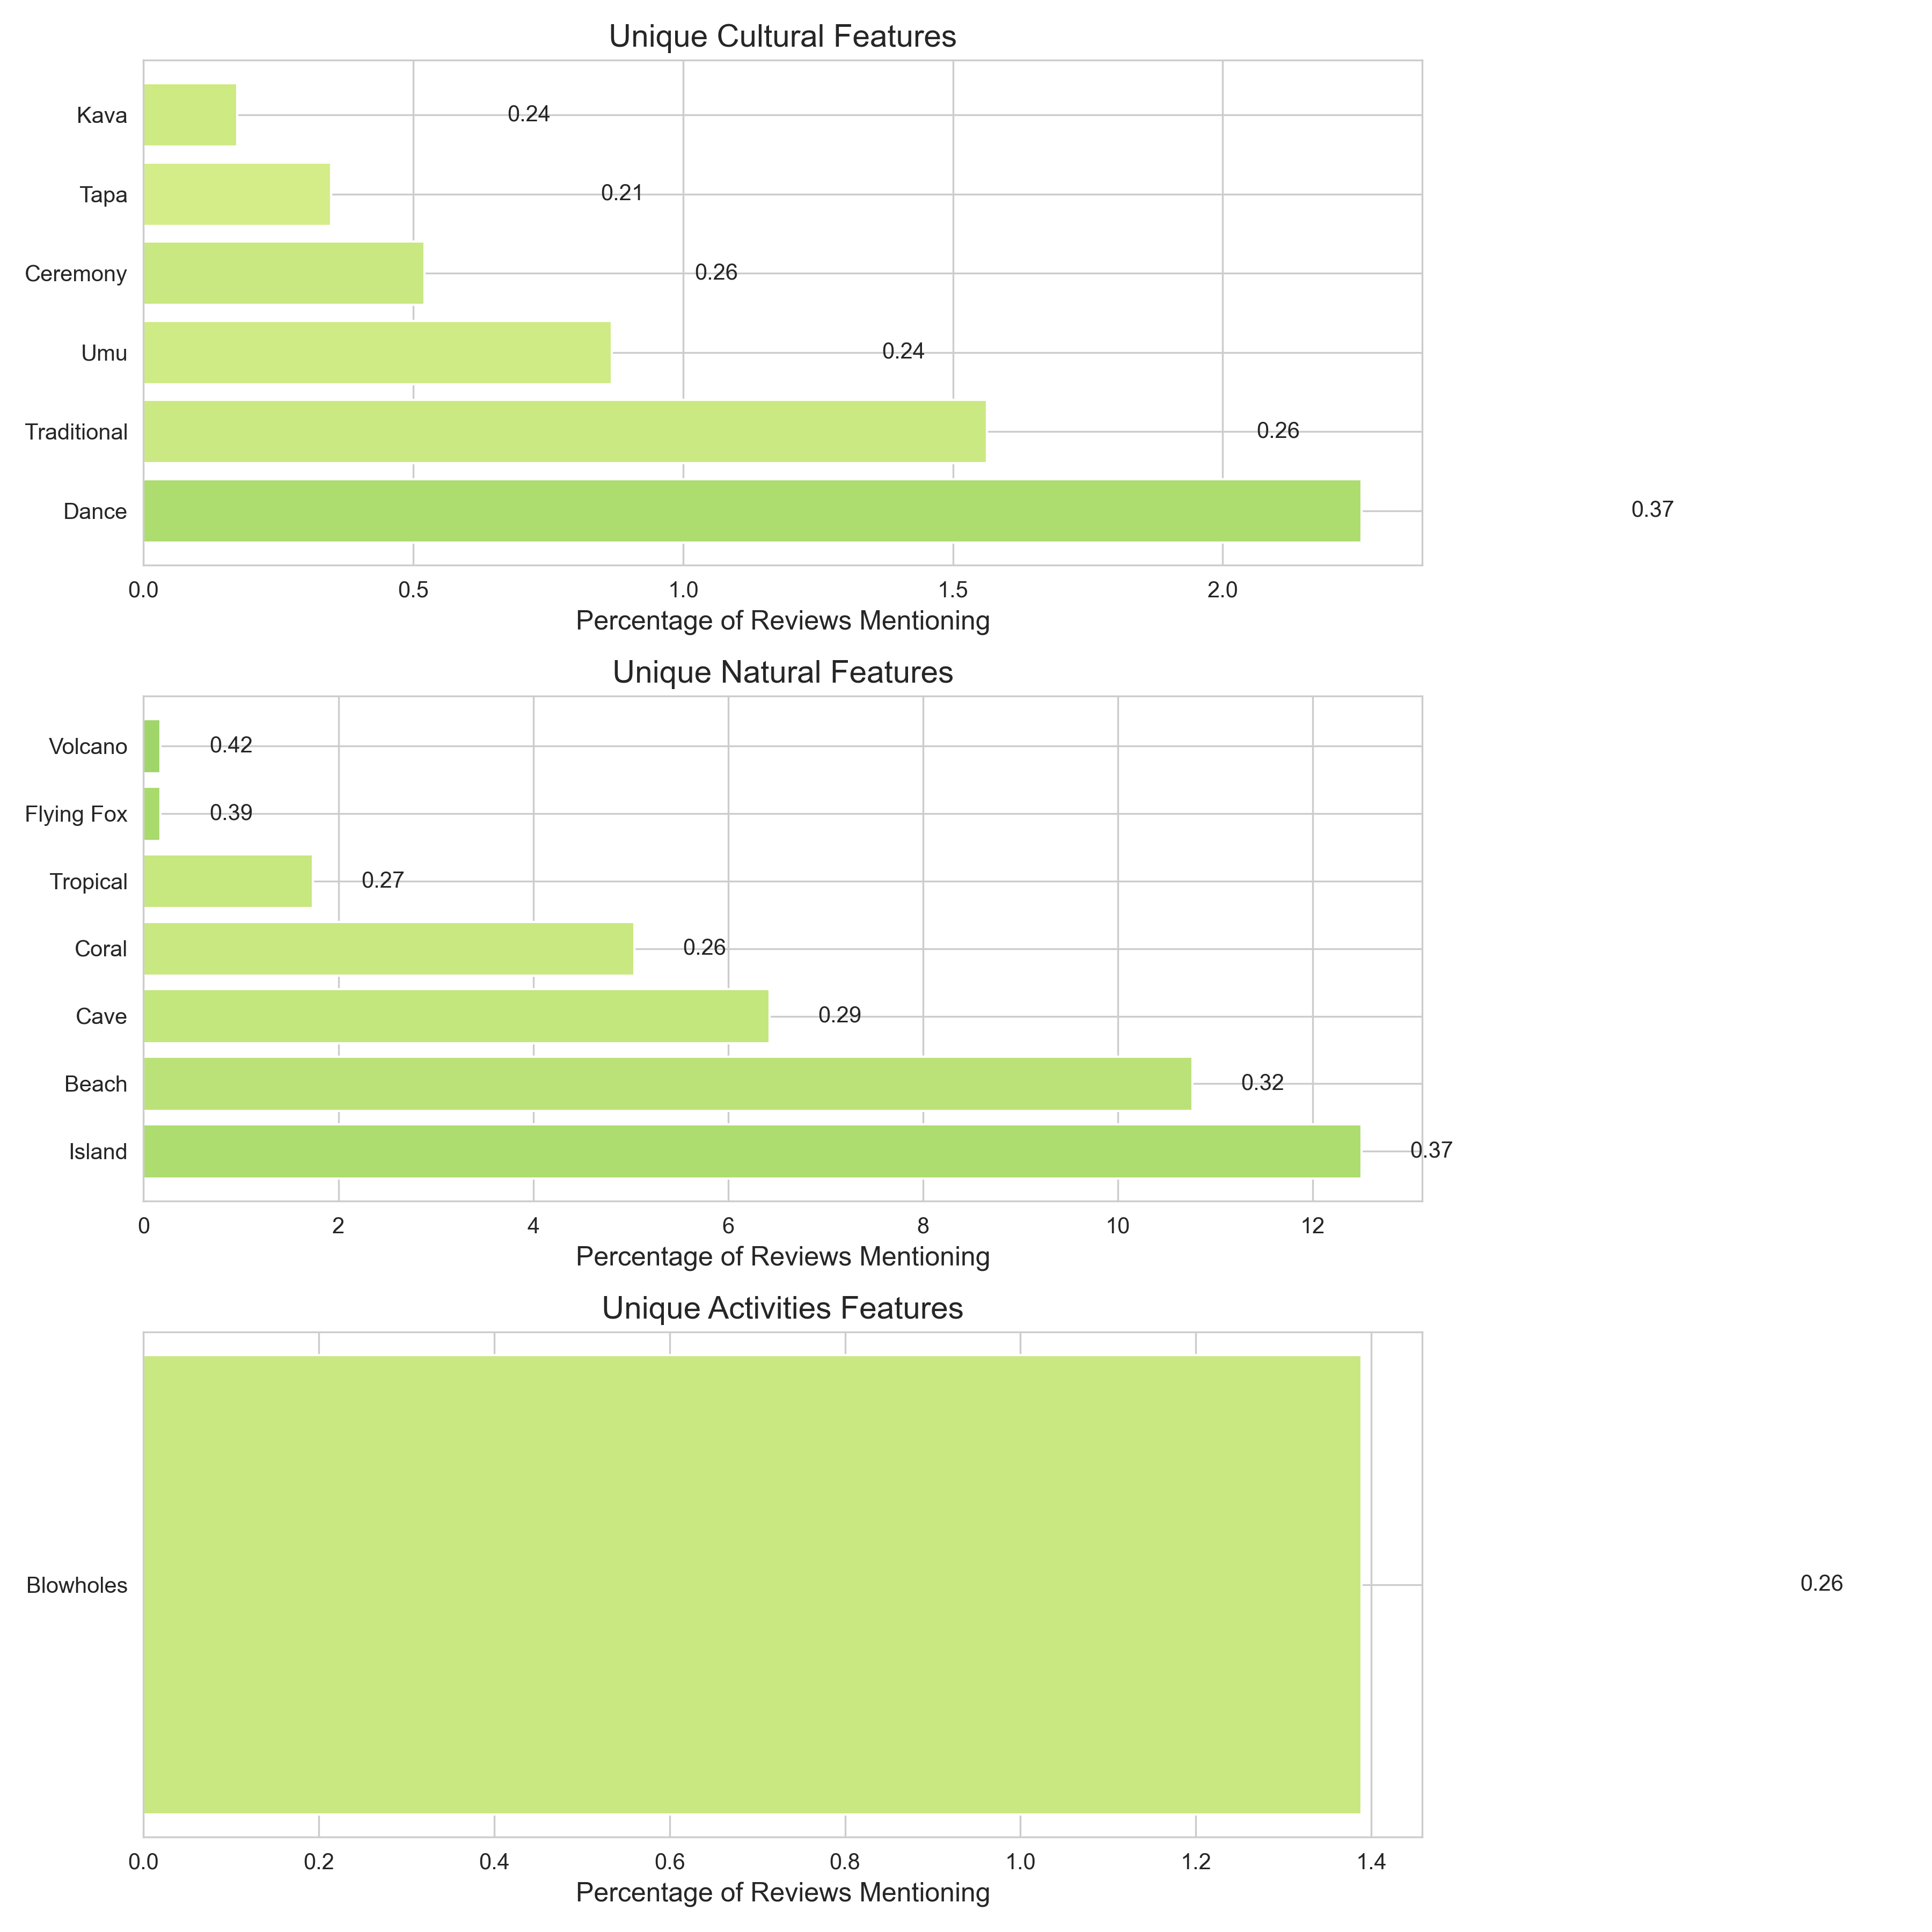 Unique Cultural Features
Kava 0.24
Tapa 0.21
Ceremony 0.26
Umu 0.24
Traditional 0.26
Dance 0.37
0.0 0.5 1.0 1.5 2.0
Percentage of Reviews Mentioning
Unique Natural Features
Volcano 0.42
Flying Fox 0.39
Tropical 0.27
Coral 0.26
Cave 0.29
Beach 0.32
Island 0.37
0 2 4 6 8 10 12
Percentage of Reviews Mentioning
Unique Activities Features
Blowholes 0.26
0.0 0.2 0.4 0.6 0.8 1.0 1.2 1.4
Percentage of Reviews Mentioning